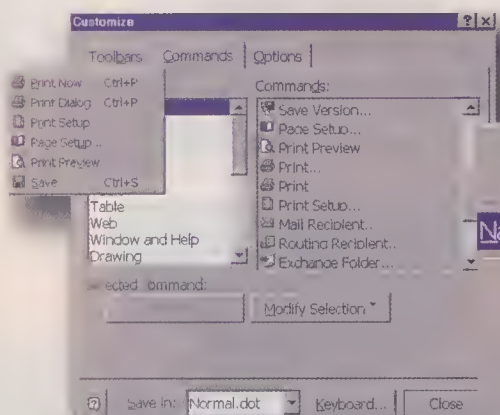 Customize
? x
Toolbars Commands Options
Print Now Ctrl+P
Print Dialog Ctrl+P
Print Setup
Page Setup...
Print Preview
Save Ctrl+S
Table
Web
Window and Help
Drawing
Commands:
Save Version...
Page Setup...
Print Preview
Print...
Print
Print Setup...
Mail Recipient...
Routing Recipient...
Exchange Folder...
Modify Selection
Save in: Normal.dot Keyboard... Close